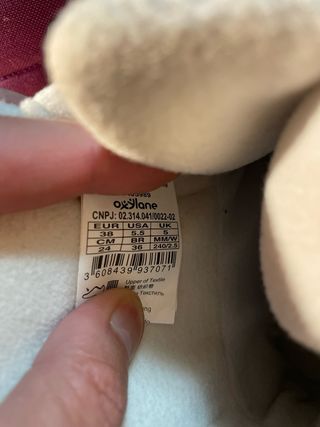 oxylane
CNPJ: 02.314.041/0022-02
EUR USA UK
38 5.5 5
CM BR MM/W
24 36 240/2.5
3 608439 937071
Upper of Textile
Текстиль